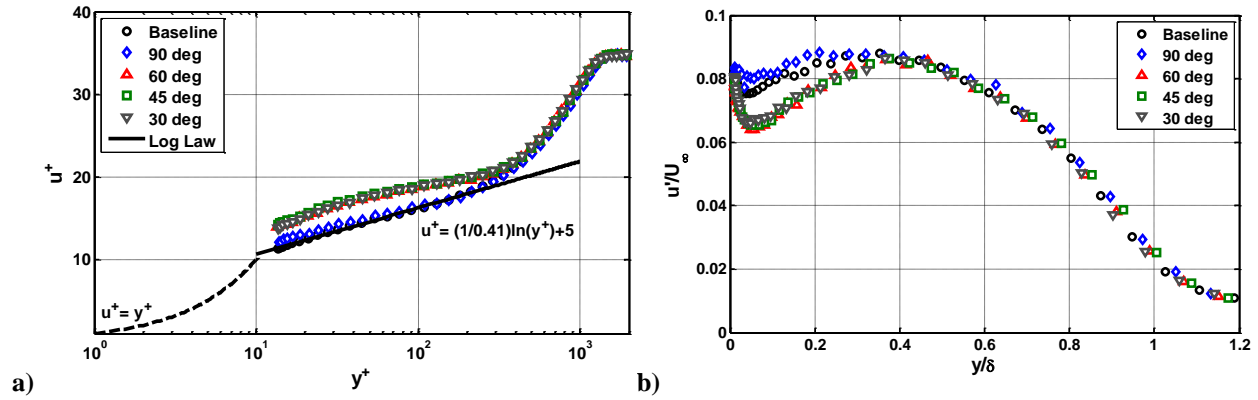 40
30
20
10
u+
Baseline
90 deg
60 deg
45 deg
30 deg
Log Law
u+= (1/0.41)ln(y+)+5
u+= y+
10^0
10^1
10^2
10^3
y+
a)
0.1
0.08
0.06
0.04
0.02
0
u'/U∞
Baseline
90 deg
60 deg
45 deg
30 deg
0
0.2
0.4
0.6
0.8
1
1.2
y/δ
b)